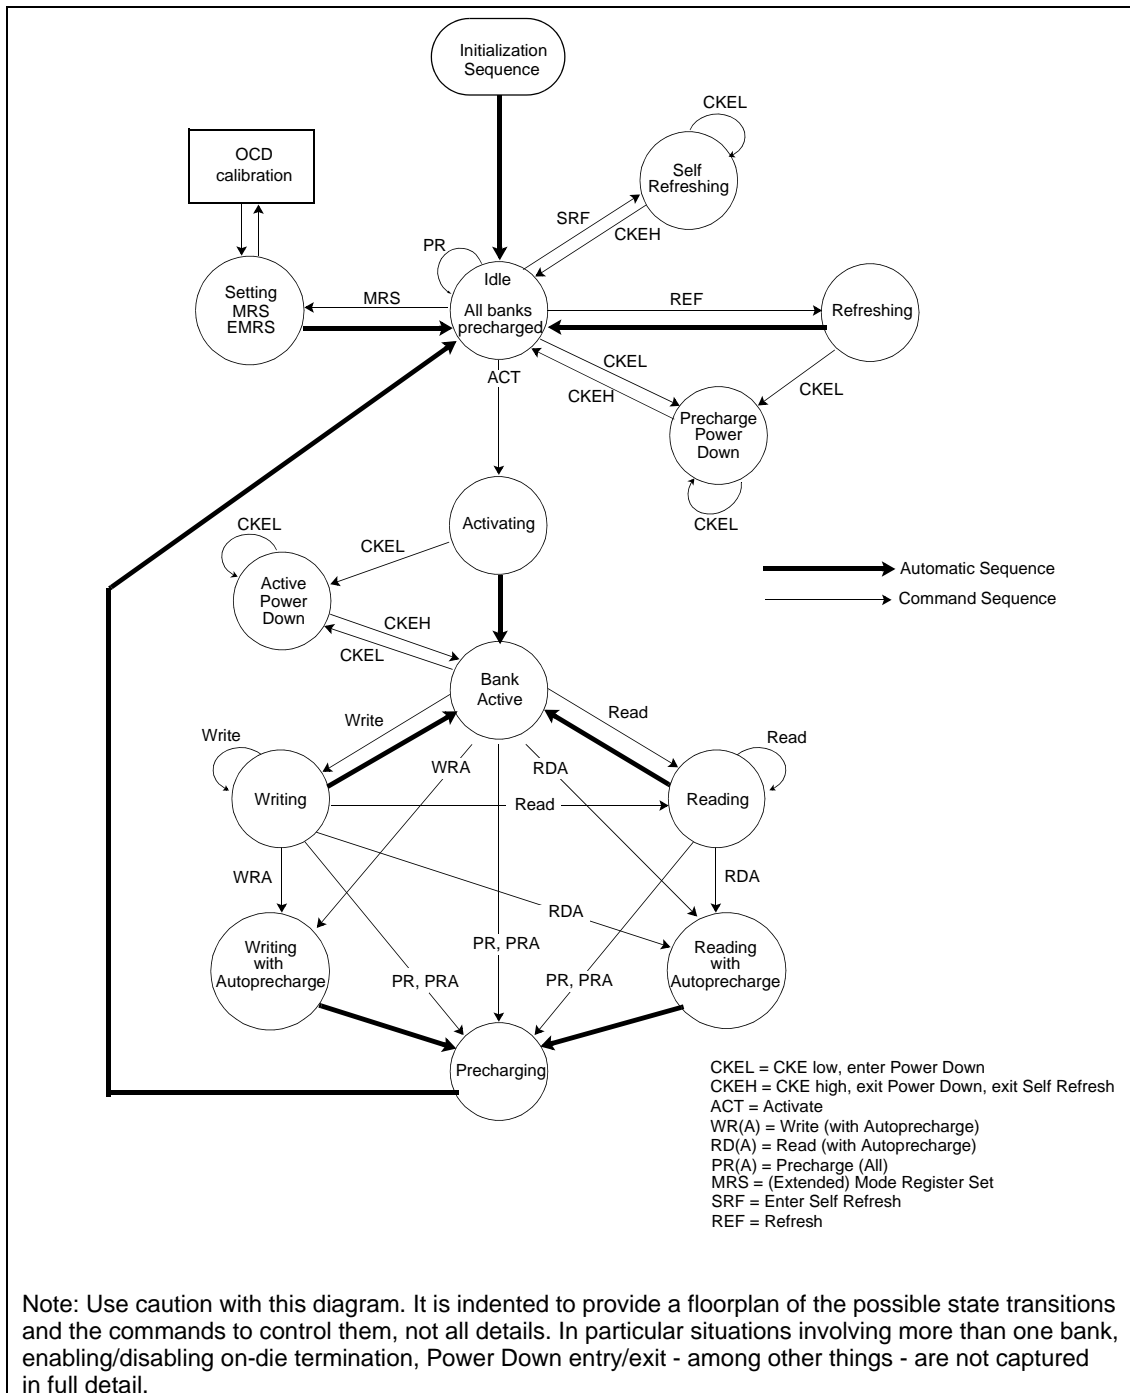 Initialization
Sequence
CKEL
OCD
calibration
Self
Refreshing
SRF
CKEH
PR
Idle
Setting
MRS
EMRS
MRS
All banks
precharged
REF
Refreshing
CKEL
CKEH
CKEL
ACT
Precharge
Power
Down
CKEL
Activating
CKEL
CKEL
Active
Power
Down
Automatic Sequence
Command Sequence
CKEH
CKEL
Bank
Active
Write
Read
Write
Read
WRA
RDA
Writing
Read
Reading
WRA
RDA
RDA
Writing
with
Autoprecharge
PR, PRA
Reading
with
Autoprecharge
PR, PRA
PR, PRA
Precharging
CKEL = CKE low, enter Power Down
CKEH = CKE high, exit Power Down, exit Self Refresh
ACT = Activate
WR(A) = Write (with Autoprecharge)
RD(A) = Read (with Autoprecharge)
PR(A) = Precharge (All)
MRS = (Extended) Mode Register Set
SRF = Enter Self Refresh
REF = Refresh
Note: Use caution with this diagram. It is indented to provide a floorplan of the possible state transitions
and the commands to control them, not all details. In particular situations involving more than one bank,
enabling/disabling on-die termination, Power Down entry/exit - among other things - are not captured
in full detail.